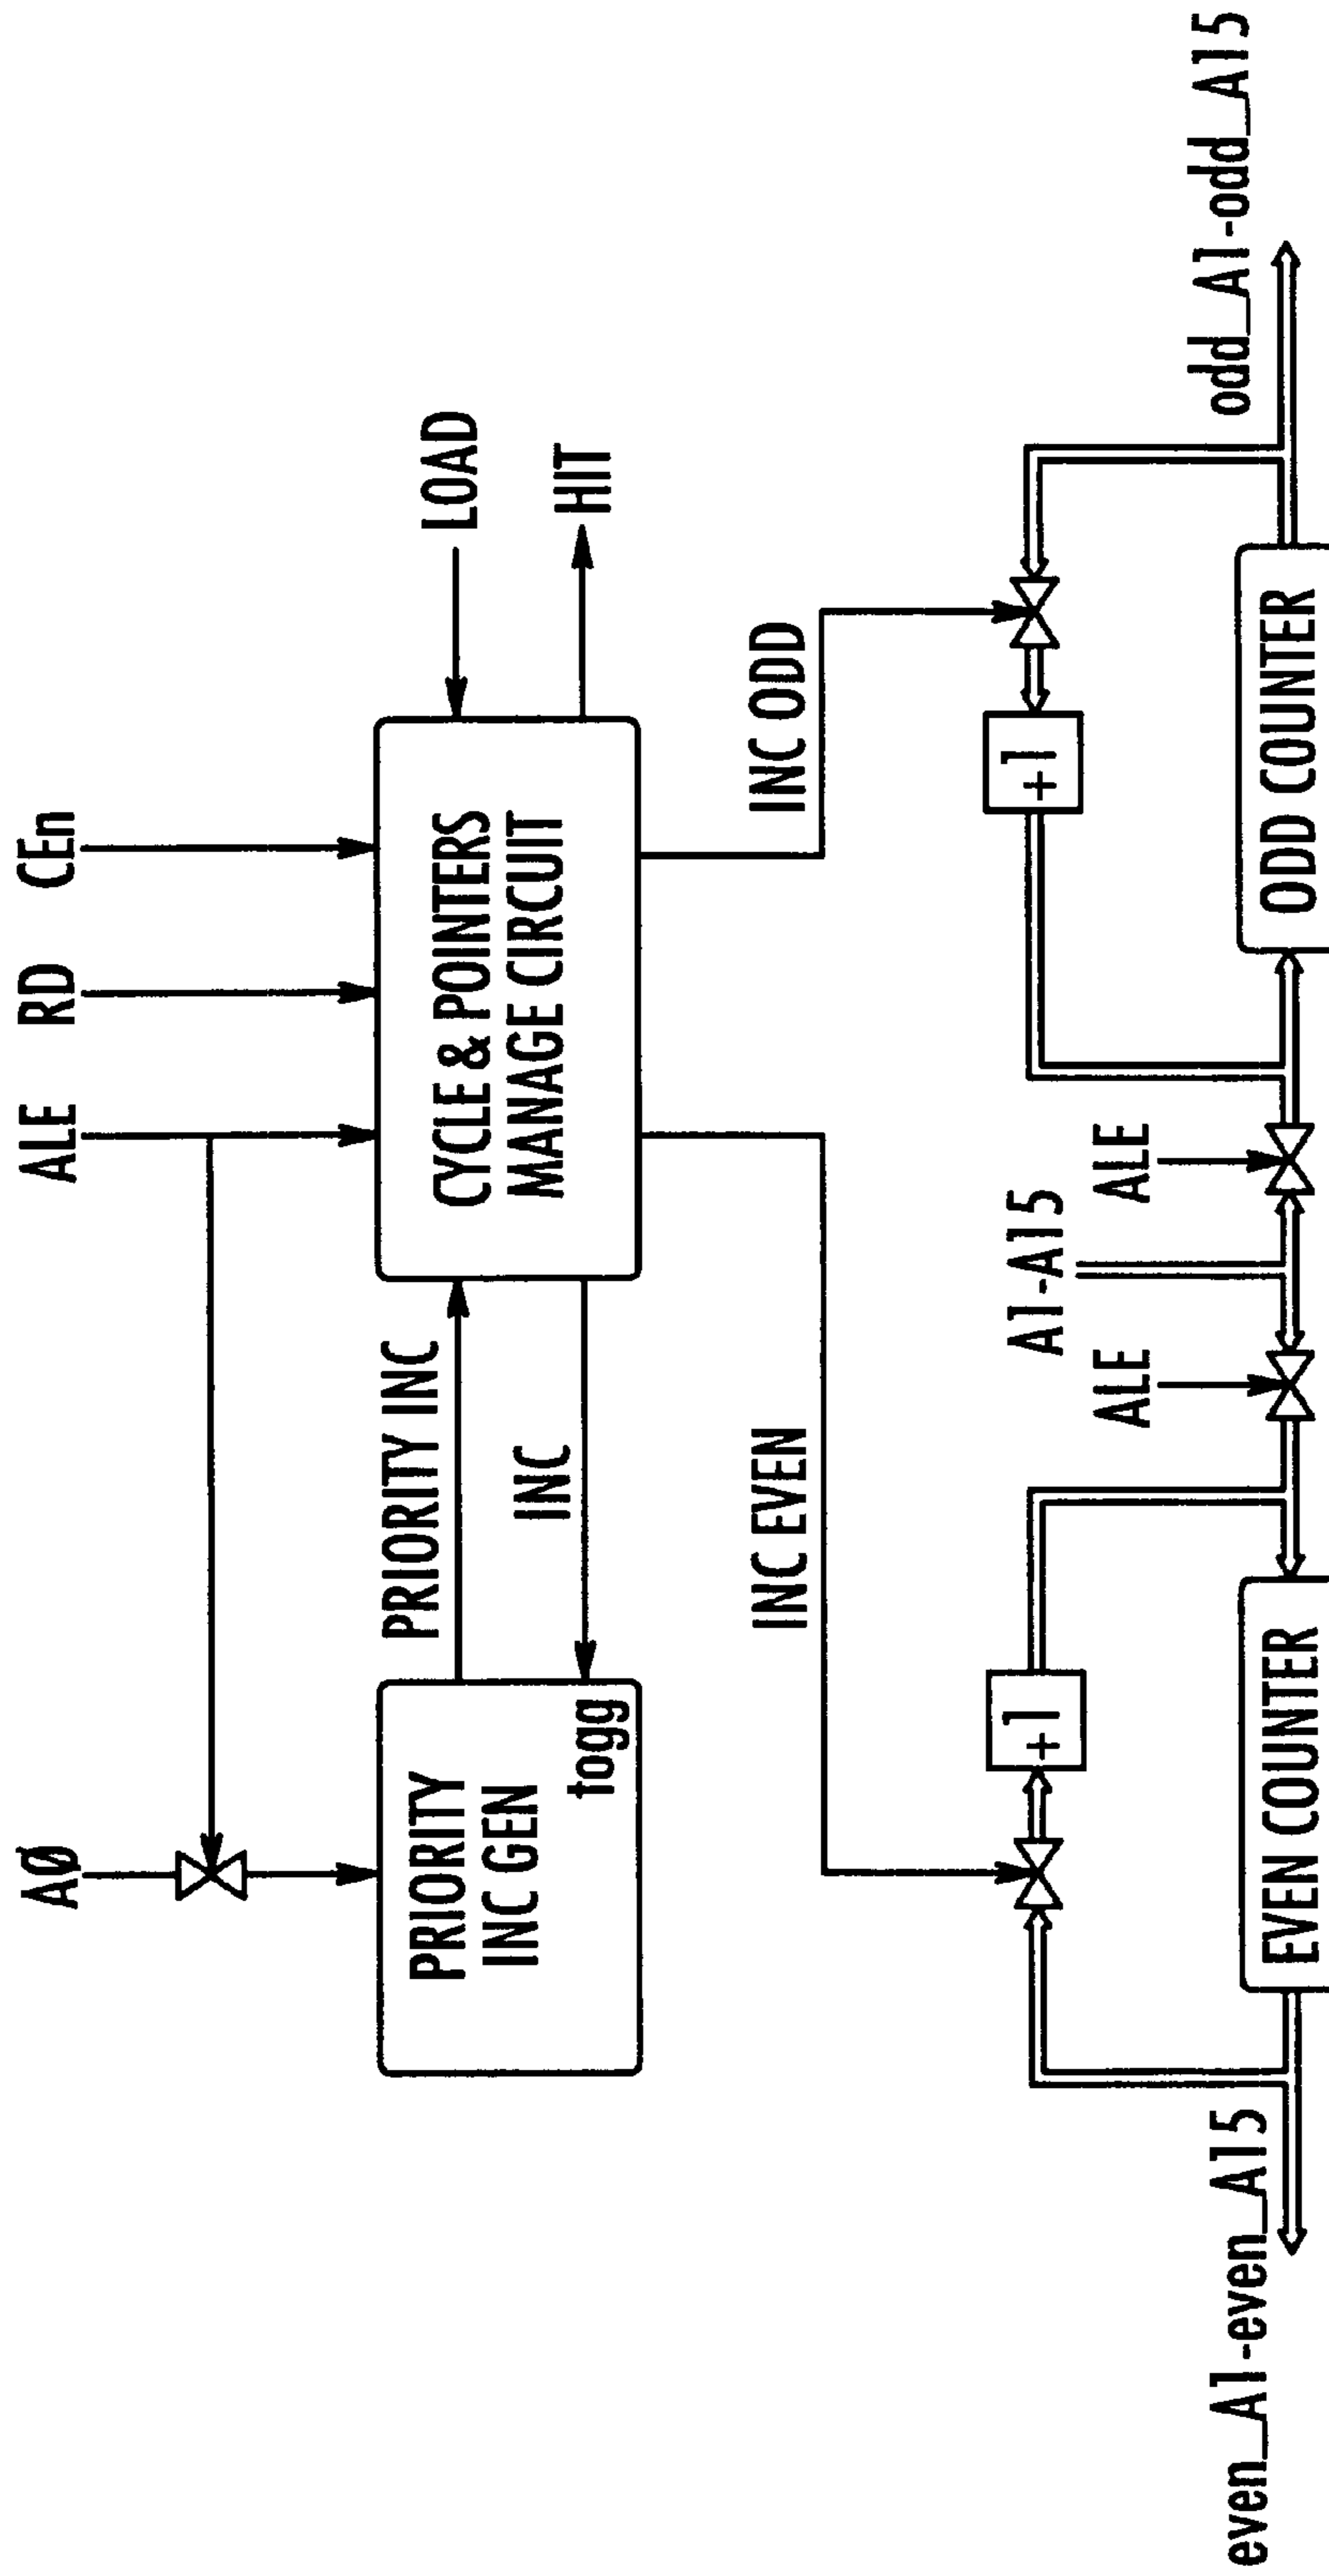 AØ
ALE
RD
CEn
PRIORITY
INC GEN
togg
PRIORITY INC
INC
CYCLE & POINTERS
MANAGE CIRCUIT
LOAD
HIT
INC EVEN
INC ODD
+1
+1
A1-A15
ALE
ALE
even_A1-even_A15
EVEN COUNTER
ODD COUNTER
odd_A1-odd_A15